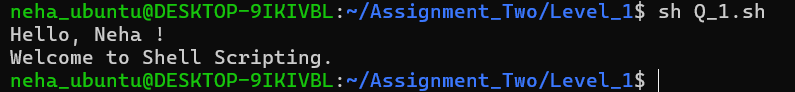 neha_ubuntu@DESKTOP-9IKIVBL:~/Assignment_Two/Level_1$ sh Q_1.sh
Hello, Neha !
Welcome to Shell Scripting.
neha_ubuntu@DESKTOP-9IKIVBL:~/Assignment_Two/Level_1$